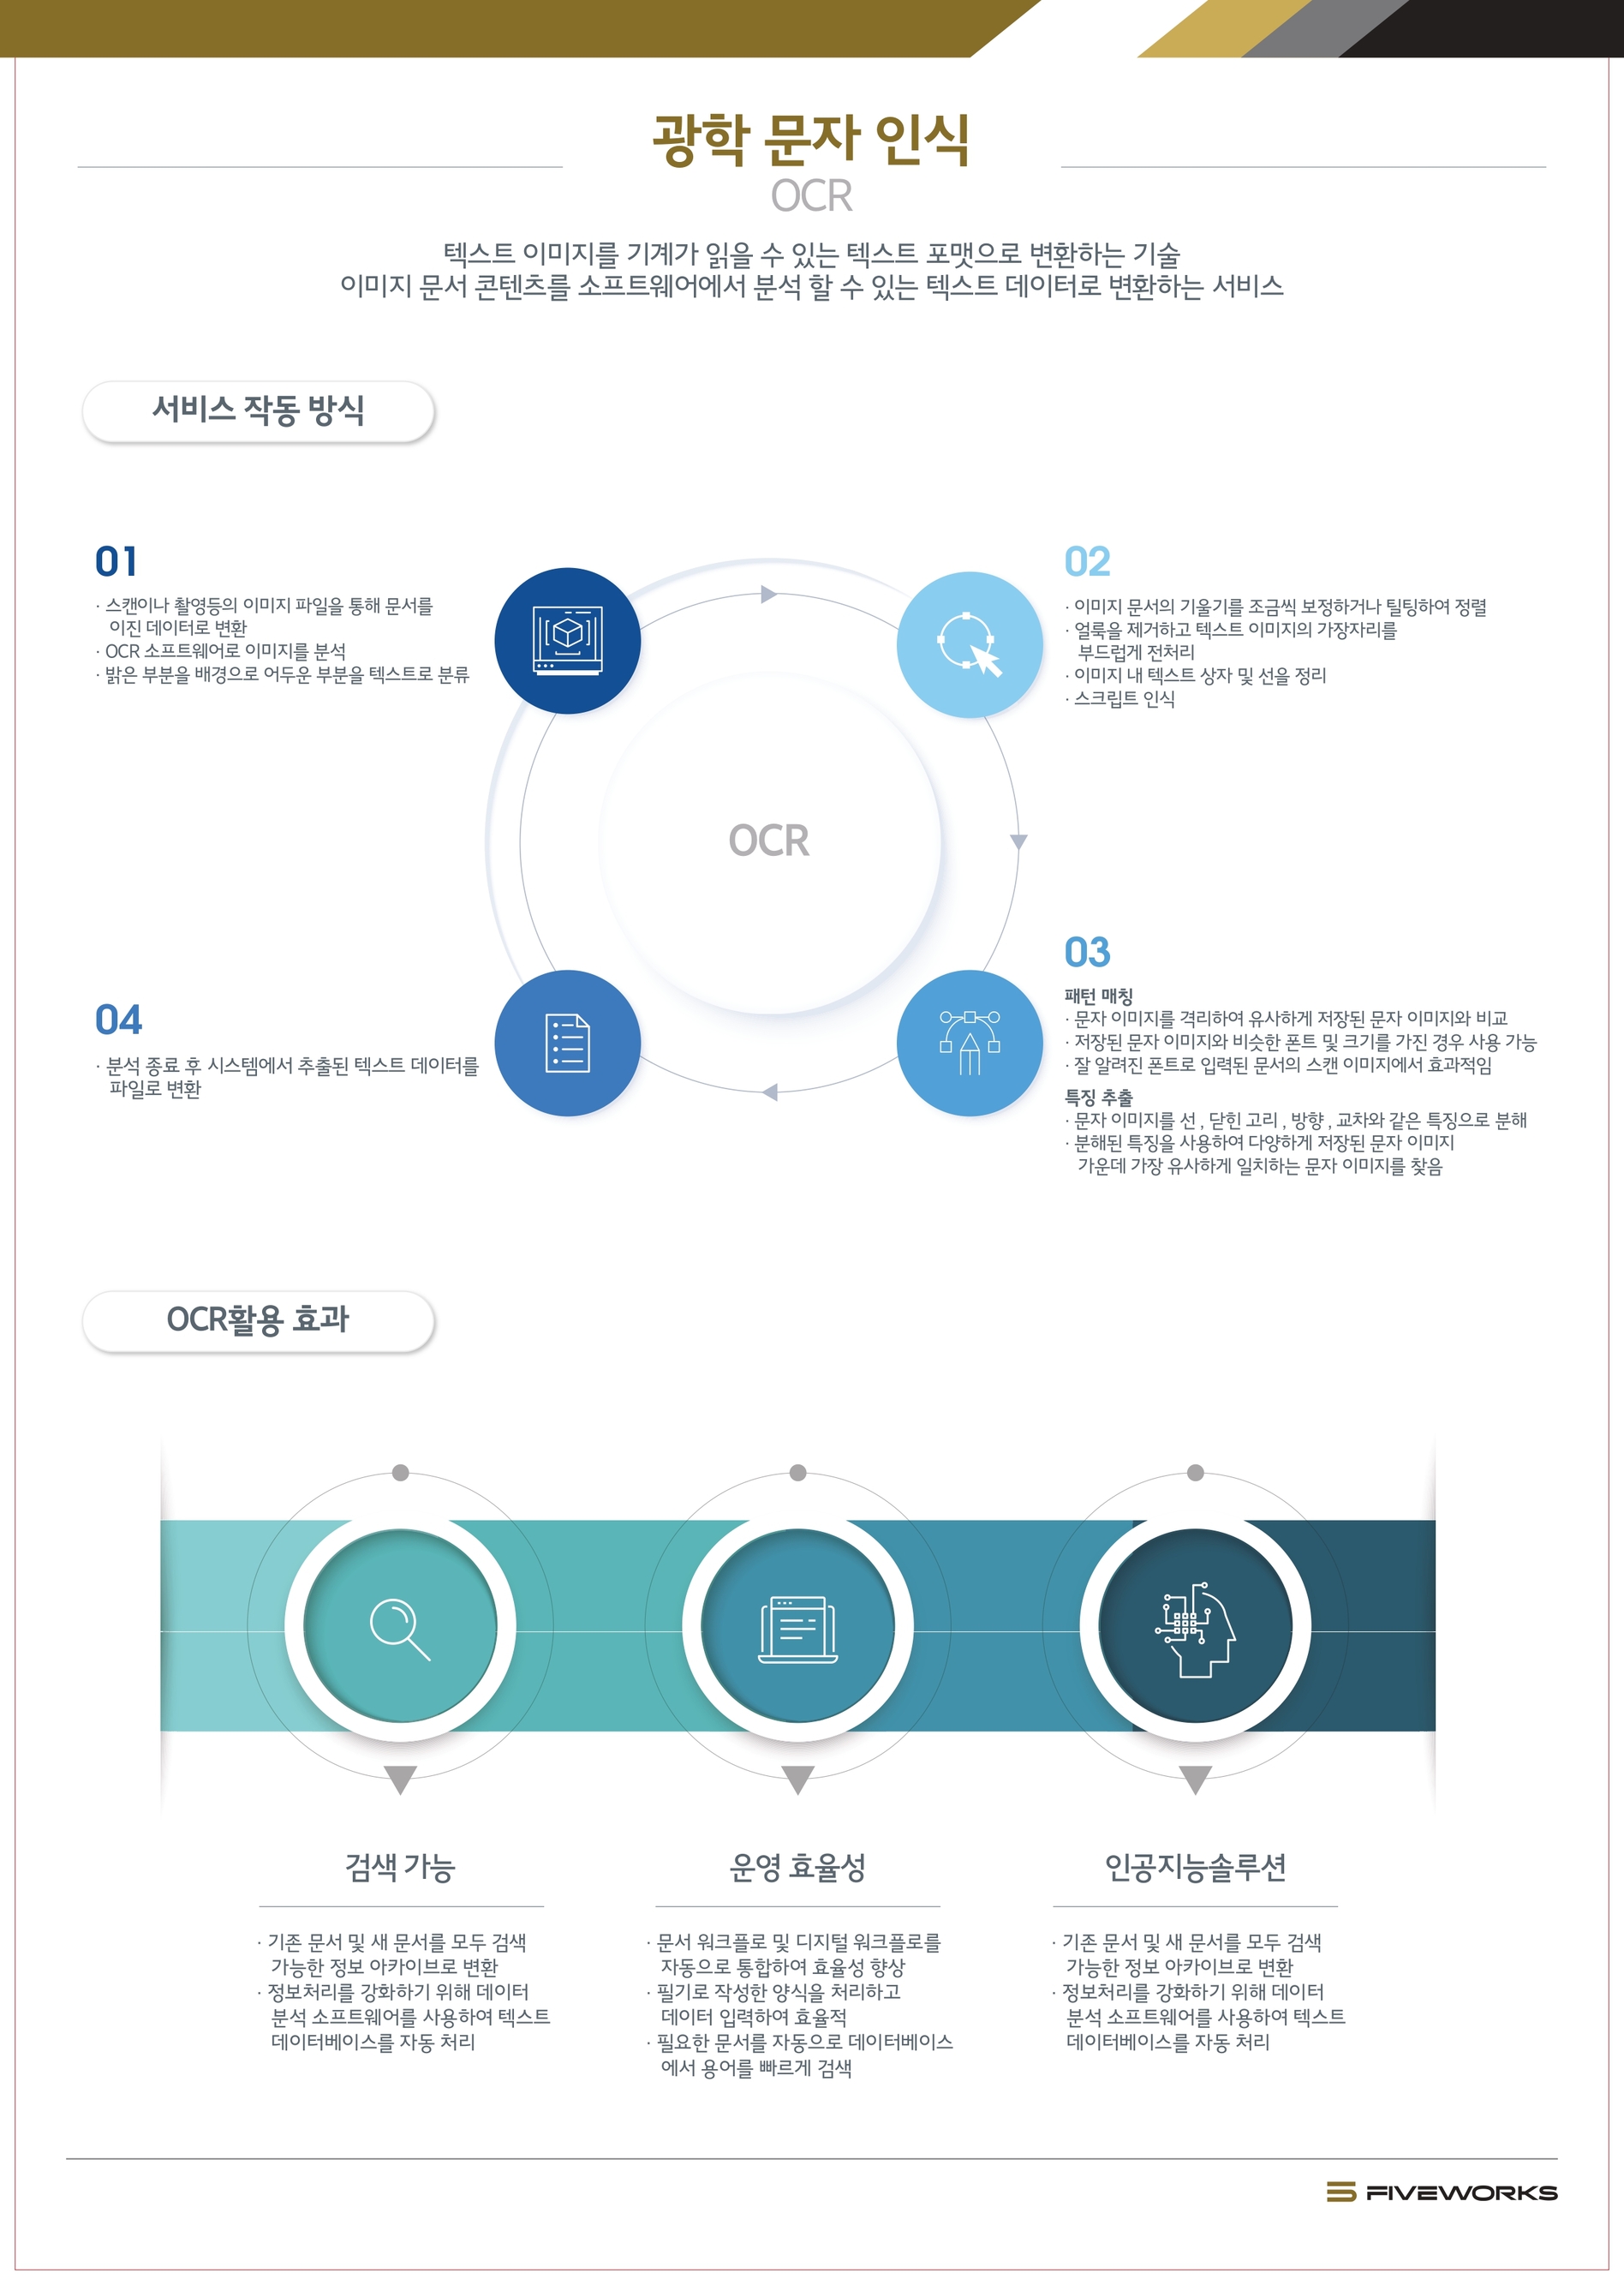 광학 문자 인식
OCR
텍스트 이미지를 기계가 읽을 수 있는 텍스트 포맷으로 변환하는 기술
이미지 문서 콘텐츠를 소프트웨어에서 분석 할 수 있는 텍스트 데이터로 변환하는 서비스
서비스 작동 방식
01
· 스캔이나 촬영등의 이미지 파일을 통해 문서를
이진 데이터로 변환
· OCR 소프트웨어로 이미지를 분석
· 밝은 부분을 배경으로 어두운 부분을 텍스트로 분류
02
· 이미지 문서의 기울기를 조금씩 보정하거나 틸팅하여 정렬
· 얼룩을 제거하고 텍스트 이미지의 가장자리를
부드럽게 전처리
· 이미지 내 텍스트 상자 및 선을 정리
· 스크립트 인식
OCR
03
패턴 매칭
· 문자 이미지를 격리하여 유사하게 저장된 문자 이미지와 비교
· 저장된 문자 이미지와 비슷한 폰트 및 크기를 가진 경우 사용 가능
· 잘 알려진 폰트로 입력된 문서의 스캔 이미지에서 효과적임
특징 추출
· 문자 이미지를 선 , 닫힌 고리 , 방향 , 교차와 같은 특징으로 분해
· 분해된 특징을 사용하여 다양하게 저장된 문자 이미지
가운데 가장 유사하게 일치하는 문자 이미지를 찾음
04
· 분석 종료 후 시스템에서 추출된 텍스트 데이터를
파일로 변환
OCR활용 효과
검색 가능
· 기존 문서 및 새 문서를 모두 검색
가능한 정보 아카이브로 변환
· 정보처리를 강화하기 위해 데이터
분석 소프트웨어를 사용하여 텍스트
데이터베이스를 자동 처리
운영 효율성
· 문서 워크플로 및 디지털 워크플로를
자동으로 통합하여 효율성 향상
· 필기로 작성한 양식을 처리하고
데이터 입력하여 효율적
· 필요한 문서를 자동으로 데이터베이스
에서 용어를 빠르게 검색
인공지능솔루션
· 기존 문서 및 새 문서를 모두 검색
가능한 정보 아카이브로 변환
· 정보처리를 강화하기 위해 데이터
분석 소프트웨어를 사용하여 텍스트
데이터베이스를 자동 처리
FIVEWORKS